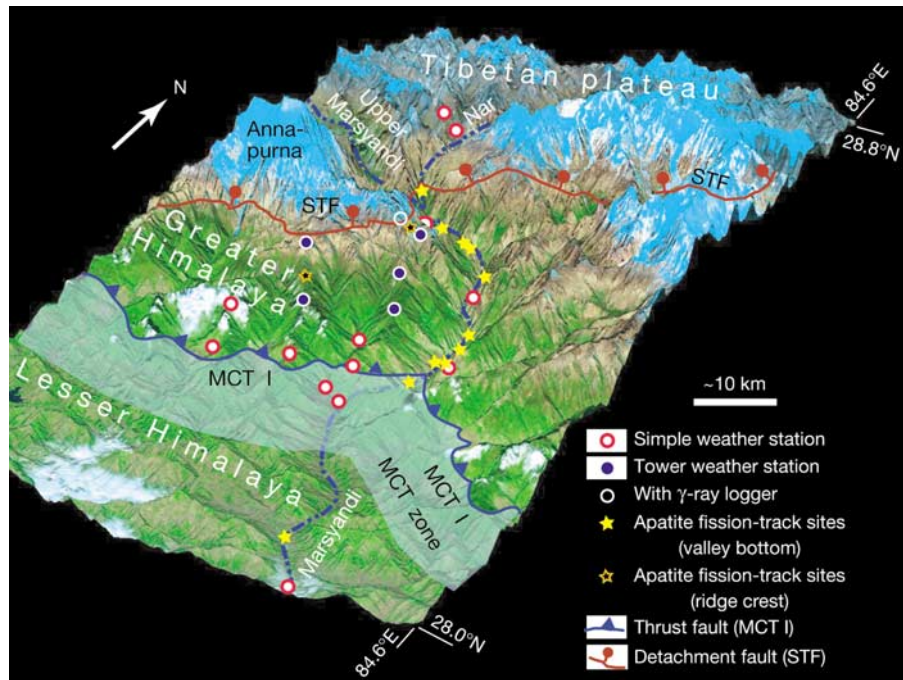 N
Tibetan plateau
84.6°E
28.8°N
Upper
Marsyandi
Nar
Anna-
purna
STF
STF
Greater
Himalaya
MCT I
Lesser Himalaya
~10 km
MCT I
MCT zone
Marsyandi
28.0°N
84.6°E
Simple weather station
Tower weather station
With γ-ray logger
Apatite fission-track sites
(valley bottom)
Apatite fission-track sites
(ridge crest)
Thrust fault (MCT I)
Detachment fault (STF)